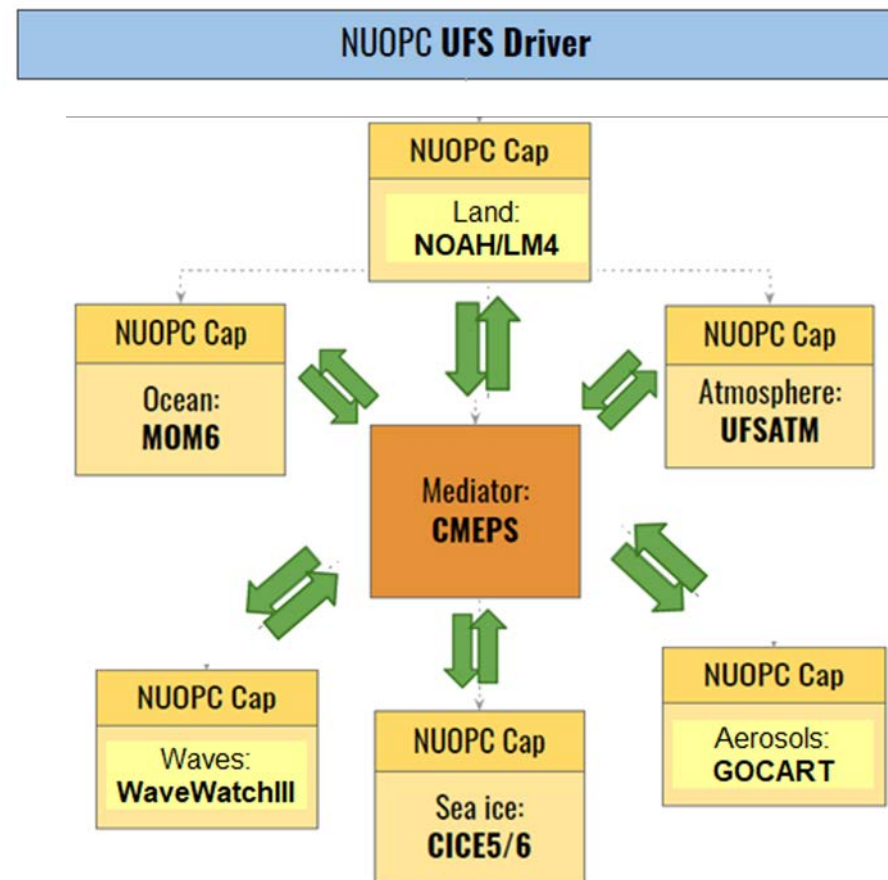 NUOPC UFS Driver
NUOPC Cap
Land:
NOAH/LM4
NUOPC Cap
Ocean:
MOM6
NUOPC Cap
Atmosphere:
UFSATM
Mediator:
CMEPS
NUOPC Cap
Waves:
WaveWatchIII
NUOPC Cap
Sea ice:
CICE5/6
NUOPC Cap
Aerosols:
GOCART